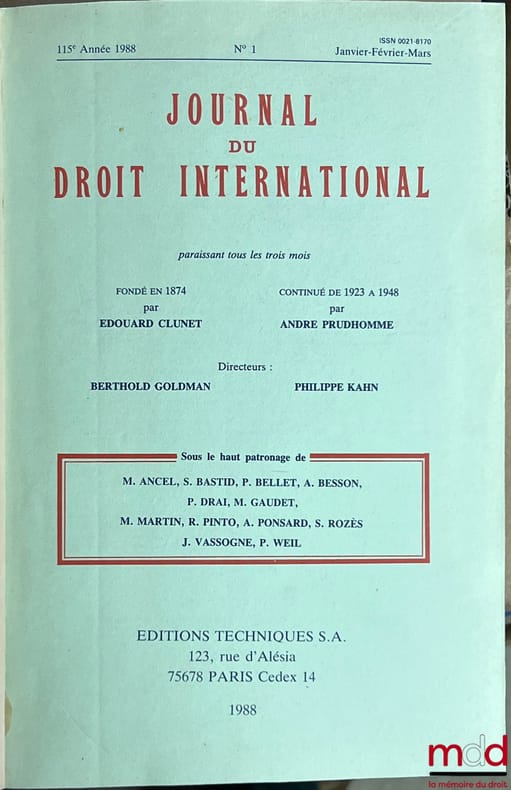 ISSN 0021-8170
115e Année 1988 No 1 Janvier-Février-Mars
JOURNAL
DU
DROIT INTERNATIONAL
paraissant tous les trois mois
FONDÉ EN 1874 CONTINUÉ DE 1923 A 1948
par par
EDOUARD CLUNET ANDRE PRUDHOMME
Directeurs :
BERTHOLD GOLDMAN PHILIPPE KAHN
Sous le haut patronage de
M. ANCEL, S. BASTID, P. BELLET, A. BESSON,
P. DRAI, M. GAUDET,
M. MARTIN, R. PINTO, A. PONSARD, S. ROZÈS
J. VASSOGNE, P. WEIL
EDITIONS TECHNIQUES S.A.
123, rue d'Alésia
75678 PARIS Cedex 14
1988
mdd
la mémoire du droit